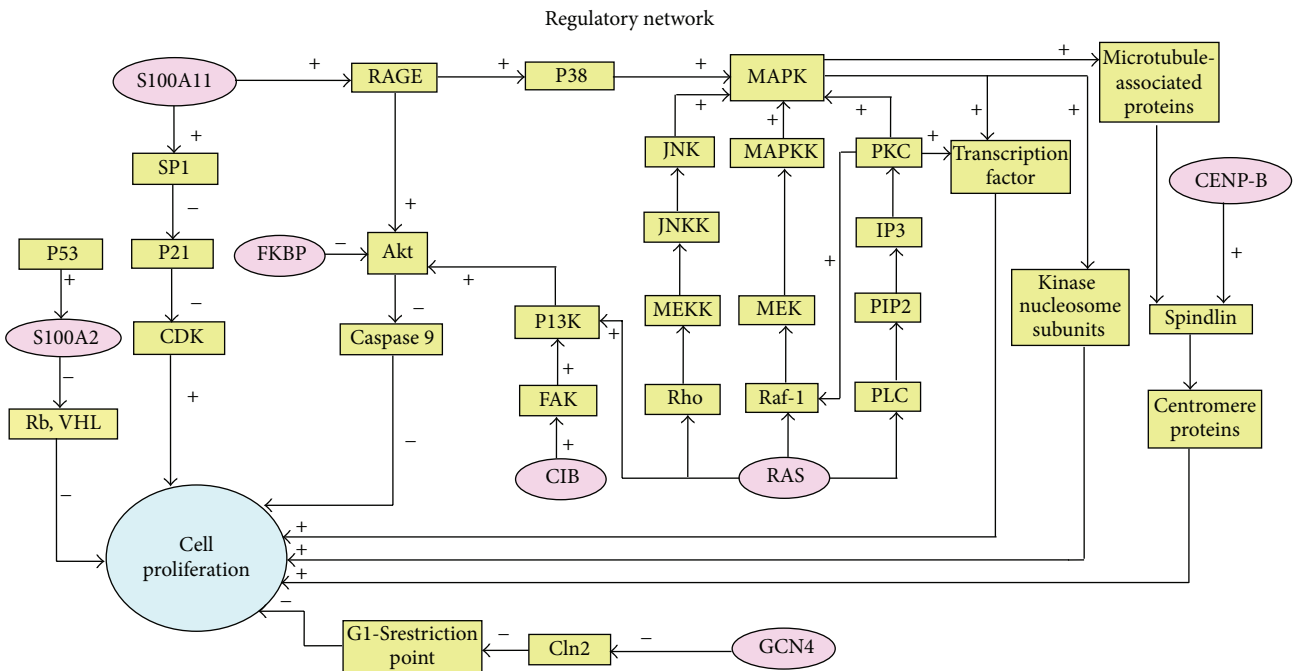 Regulatory network
S100A11
+
RAGE
+
P38
+
MAPK
+
Microtubule-
associated
proteins
+
SP1
+
JNK
+
MAPKK
+
PKC
+
+
Transcription
factor
+
CENP-B
−
+
P53
+
P21
FKBP
−
Akt
+
JNKK
IP3
+
+
−
−
S100A2
CDK
Caspase 9
P13K
+
MEKK
MEK
PIP2
Kinase
nucleosome
subunits
Spindlin
−
+
+
FAK
Rho
Raf-1
PLC
Centromere
proteins
Rb, VHL
−
+
CIB
RAS
−
Cell
proliferation
+
+
+
−
G1-Srestriction
point
−
Cln2
−
GCN4